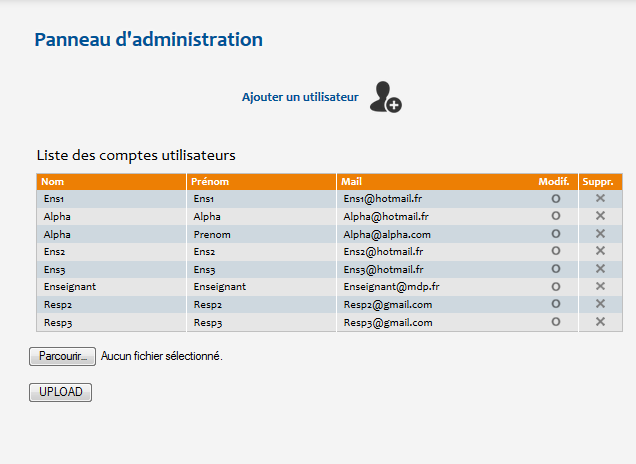 Panneau d'administration
Ajouter un utilisateur
Liste des comptes utilisateurs
Nom Prénom Mail Modif. Suppr.
Ens1 Ens1 Ens1@hotmail.fr O ×
Alpha Alpha Alpha@hotmail.fr O ×
Alpha Prenom Alpha@alpha.com O ×
Ens2 Ens2 Ens2@hotmail.fr O ×
Ens3 Ens3 Ens3@hotmail.fr O ×
Enseignant Enseignant Enseignant@mdp.fr O ×
Resp2 Resp2 Resp2@gmail.com O ×
Resp3 Resp3 Resp3@gmail.com O ×
Parcourir... Aucun fichier sélectionné.
UPLOAD